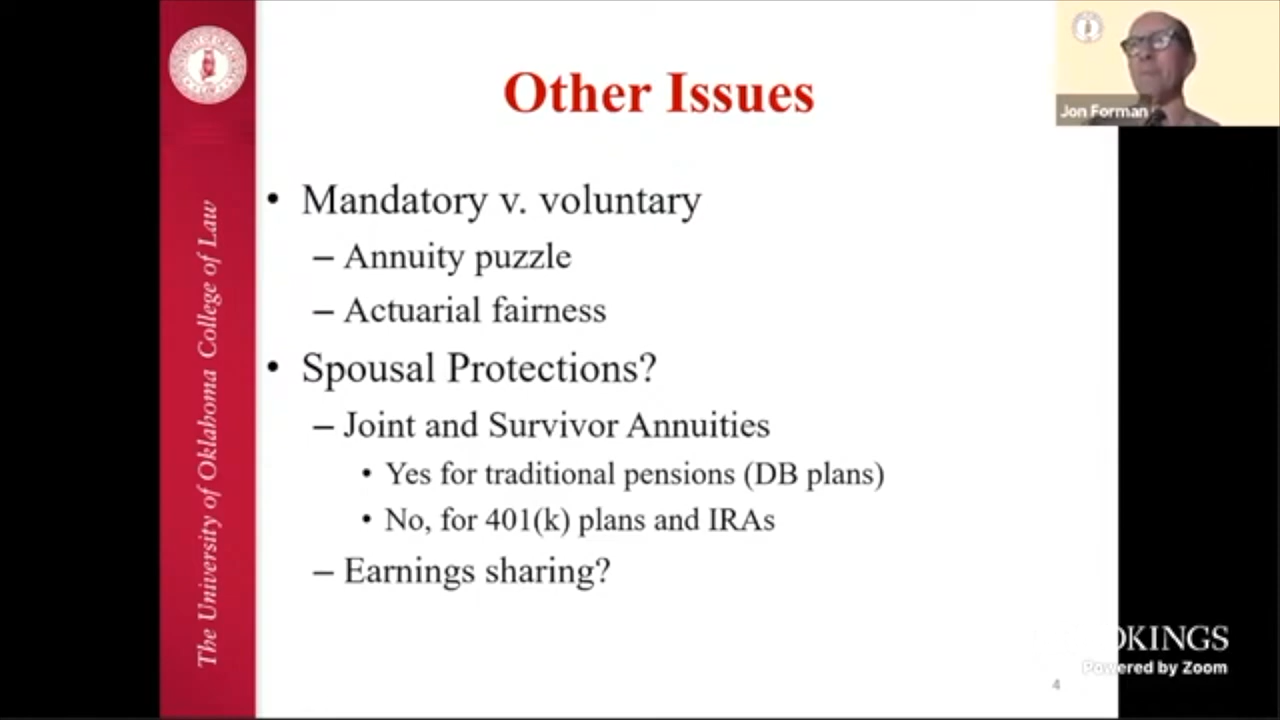 Other Issues
Jon Forman
• Mandatory v. voluntary
– Annuity puzzle
– Actuarial fairness
• Spousal Protections?
– Joint and Survivor Annuities
• Yes for traditional pensions (DB plans)
• No, for 401(k) plans and IRAs
– Earnings sharing?
The University of Oklahoma College of Law
OKINGS
Powered by Zoom
4